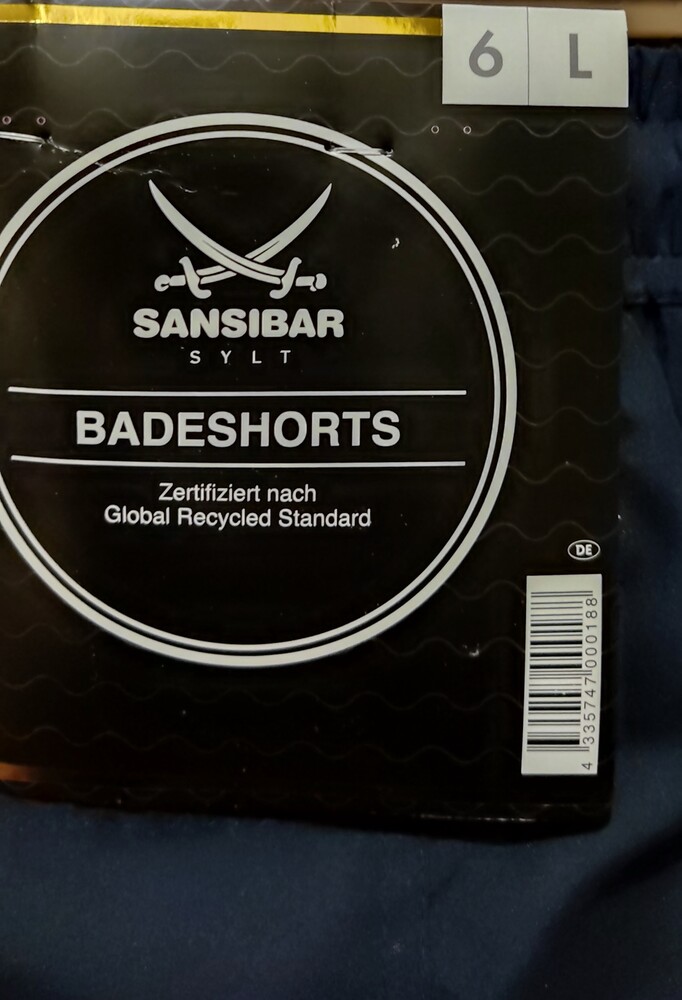 6 L
SANSIBAR
SYLT
BADESHORTS
Zertifiziert nach
Global Recycled Standard
DE
4 335747 000188